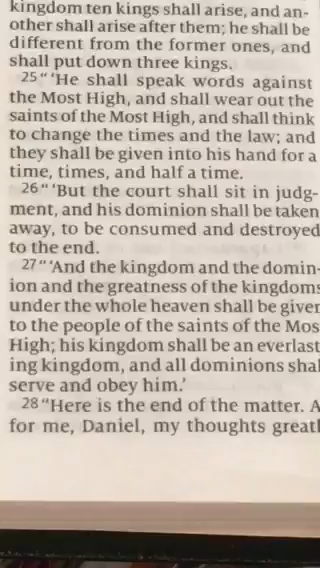 kingdom ten kings shall arise, and an-
other shall arise after them; he shall be
different from the former ones, and
shall put down three kings.
25 “ ‘He shall speak words against
the Most High, and shall wear out the
saints of the Most High, and shall think
to change the times and the law; and
they shall be given into his hand for a
time, times, and half a time.
26 “ ‘But the court shall sit in judg-
ment, and his dominion shall be taken
away, to be consumed and destroyed
to the end.
27 “ ‘And the kingdom and the domin-
ion and the greatness of the kingdoms
under the whole heaven shall be given
to the people of the saints of the Mos
High; his kingdom shall be an everlast
ing kingdom, and all dominions shal
serve and obey him.’
28 “Here is the end of the matter. A
for me, Daniel, my thoughts greatl